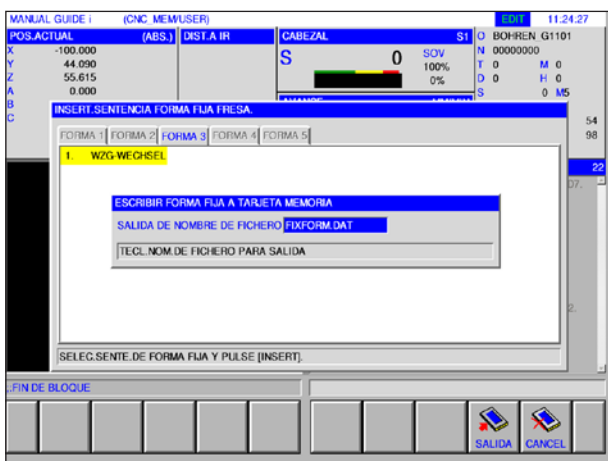 MANUAL GUIDE i (CNC_MEM/USER) EDIT 11:24:27
POS.ACTUAL (ABS.) DIST.A IR CABEZAL S1 O BOHREN G1101
X -100.000 S 0 SOV 100% N 00000000
Y 44.090 T 0 M 0
Z 55.615 0% D 0 H 0
A 0.000 S 0 M5
B
C
54
98
INSERT.SENTENCIA FORMA FIJA FRESA.
FORMA 1 FORMA 2 FORMA 3 FORMA 4 FORMA 5
1. WZG-WECHSEL
22
07.
ESCRIBIR FORMA FIJA A TARJETA MEMORIA
SALIDA DE NOMBRE DE FICHERO FIXFORM.DAT
TECL.NOM.DE FICHERO PARA SALIDA
2.
SELEC.SENTE.DE FORMA FIJA Y PULSE [INSERT].
;:FIN DE BLOQUE
SALIDA CANCEL